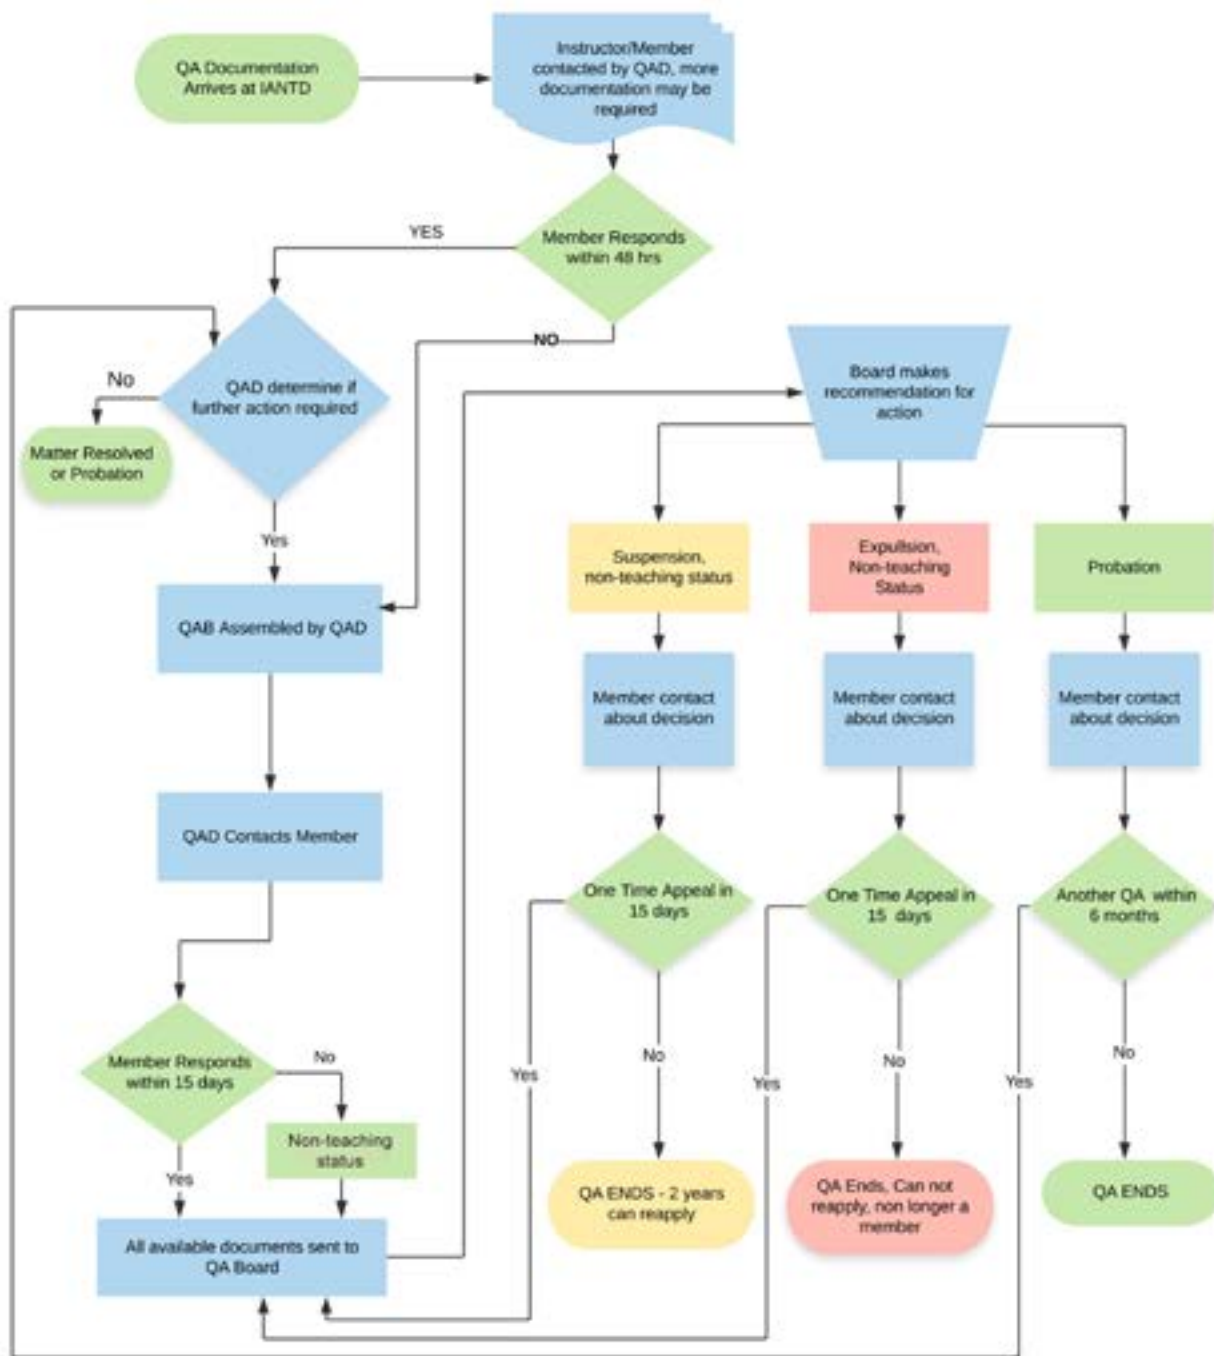 QA Documentation
Arrives at IANTD
Instructor/Member
contacted by QAD, more
documentation may be
required
Member Responds
within 48 hrs
YES
NO
QAD determine if
further action required
No
Matter Resolved
or Probation
Yes
QAB Assembled by QAD
QAD Contacts Member
Member Responds
within 15 days
No
Non-teaching
status
Yes
All available documents sent to
QA Board
Board makes
recommendation for
action
Suspension,
non-teaching status
Expullsion,
Non-Teaching
Status
Probation
Member contact
about decision
Member contact
about decision
Member contact
about decision
One Time Appeal in
15 days
One Time Appeal in
15 days
Another QA within
6 months
Yes
No
Yes
No
Yes
No
QA ENDS - 2 years
can reapply
QA Ends, Can not
reapply, non longer a
member
QA ENDS